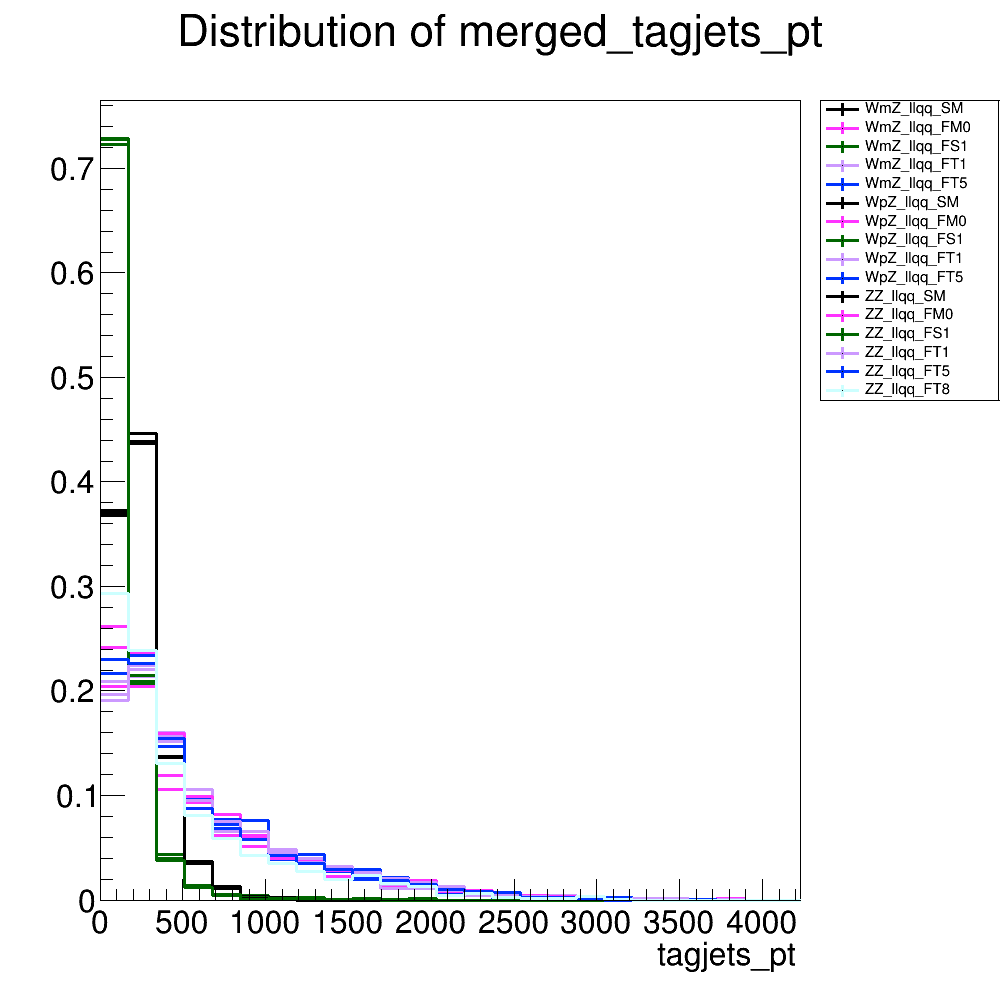 Distribution of merged_tagjets_pt
WmZ_llqq_SM
WmZ_llqq_FM0
WmZ_llqq_FS1
WmZ_llqq_FT1
WmZ_llqq_FT5
WpZ_llqq_SM
WpZ_llqq_FM0
WpZ_llqq_FS1
WpZ_llqq_FT1
WpZ_llqq_FT5
ZZ_llqq_SM
ZZ_llqq_FM0
ZZ_llqq_FS1
ZZ_llqq_FT1
ZZ_llqq_FT5
ZZ_llqq_FT8
0.7
0.6
0.5
0.4
0.3
0.2
0.1
0
0 500 1000 1500 2000 2500 3000 3500 4000
tagjets_pt